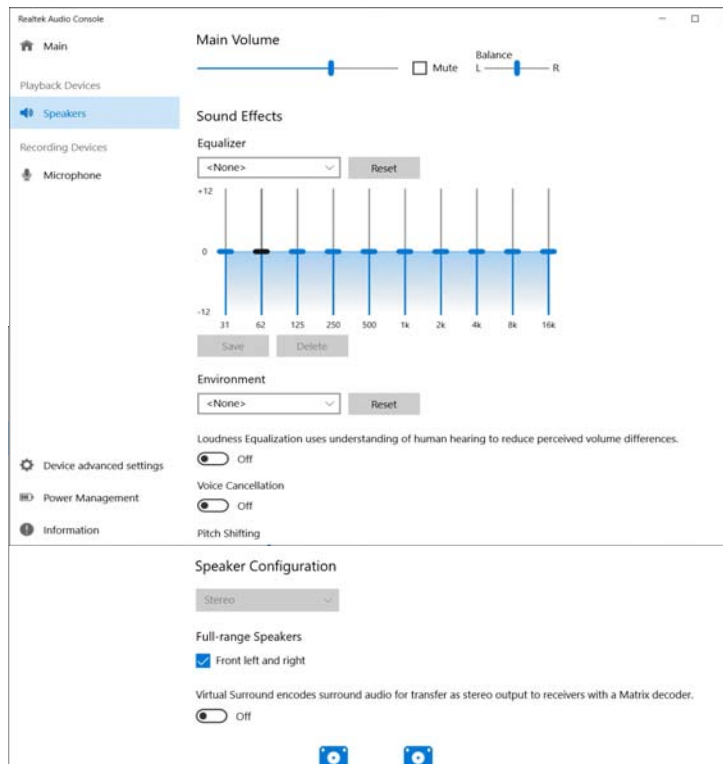 Realtek Audio Console
Main
Playback Devices
Speakers
Recording Devices
Microphone
Device advanced settings
Power Management
Information
Main Volume
Mute
Balance
L R
Sound Effects
Equalizer
<None> Reset
+12
0
-12
31 62 125 250 500 1k 2k 4k 8k 16k
Save Delete
Environment
<None> Reset
Loudness Equalization uses understanding of human hearing to reduce perceived volume differences.
Off
Voice Cancellation
Off
Pitch Shifting
Speaker Configuration
Stereo
Full-range Speakers
Front left and right
Virtual Surround encodes surround audio for transfer as stereo output to receivers with a Matrix decoder.
Off